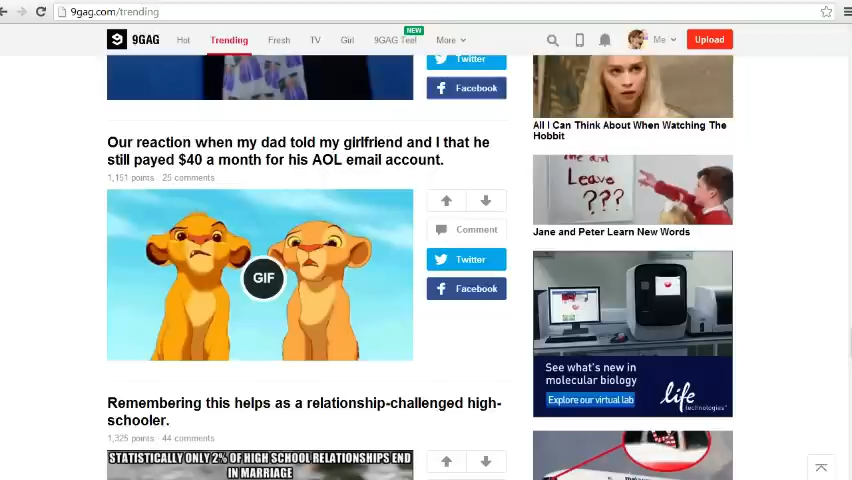 9gag.com/trending
9GAG Hot Trending Fresh TV Girl 9GAG Tee! NEW More Me Upload
Twitter
Facebook
Our reaction when my dad told my girlfriend and I that he
still payed $40 a month for his AOL email account.
1,151 points · 25 comments
GIF
Comment
Twitter
Facebook
Remembering this helps as a relationship-challenged high-
schooler.
1,325 points · 44 comments
STATISTICALLY ONLY 2% OF HIGH SCHOOL RELATIONSHIPS END
IN MARRIAGE
All I Can Think About When Watching The
Hobbit
Leave
???
Jane and Peter Learn New Words
See what's new in
molecular biology
Explore our virtual lab
life
technologies